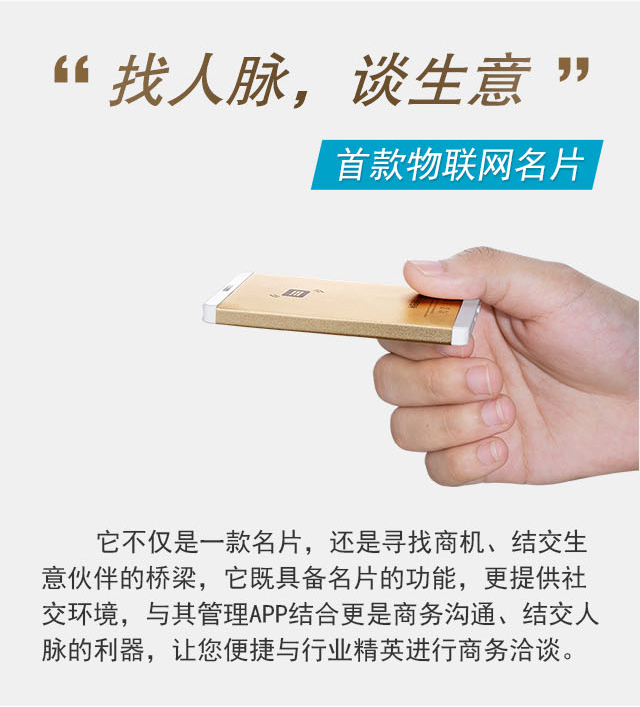 “找人脉，谈生意”
首款物联网名片
它不仅是一款名片，还是寻找商机、结交生
意伙伴的桥梁，它既具备名片的功能，更提供社
交环境，与其管理APP结合更是商务沟通、结交人
脉的利器，让您便捷与行业精英进行商务洽谈。